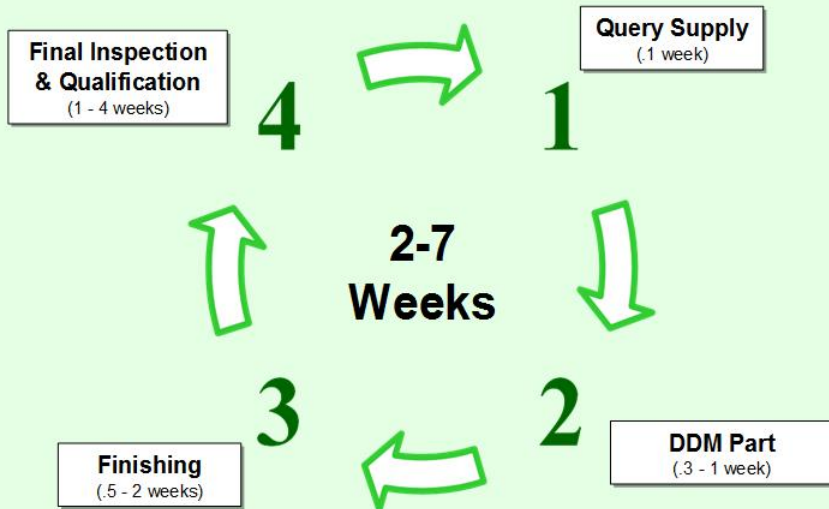 Query Supply
(.1 week)
1
DDM Part
(.3 - 1 week)
2
Finishing
(.5 - 2 weeks)
3
Final Inspection
& Qualification
(1 - 4 weeks)
4
2-7
Weeks